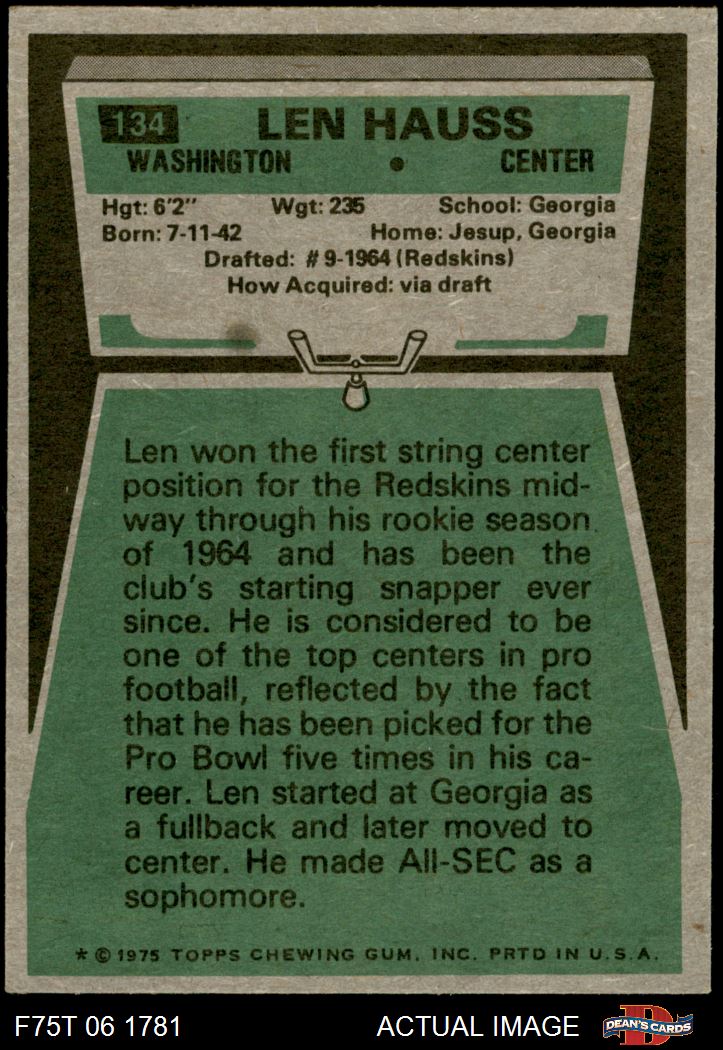 134 LEN HAUSS
WASHINGTON • CENTER
Hgt: 6'2" Wgt: 235 School: Georgia
Born: 7-11-42 Home: Jesup, Georgia
Drafted: #9-1964 (Redskins)
How Acquired: via draft
Len won the first string center
position for the Redskins mid-
way through his rookie season
of 1964 and has been the
club's starting snapper ever
since. He is considered to be
one of the top centers in pro
football, reflected by the fact
that he has been picked for the
Pro Bowl five times in his ca-
reer. Len started at Georgia as
a fullback and later moved to
center. He made All-SEC as a
sophomore.
* © 1975 TOPPS CHEWING GUM, INC. PRTD IN U.S.A.
F75T 06 1781 ACTUAL IMAGE D DEAN'S CARDS